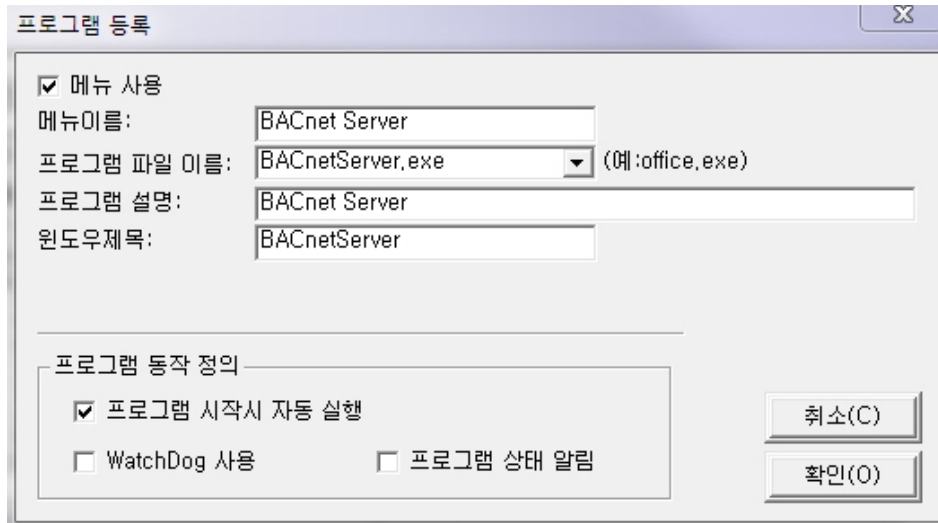 프로그램 등록
메뉴 사용
메뉴이름: BACnet Server
프로그램 파일 이름: BACnetServer.exe (예:office.exe)
프로그램 설명: BACnet Server
윈도우제목: BACnetServer
프로그램 동작 정의
프로그램 시작시 자동 실행
취소(C)
WatchDog 사용 프로그램 상태 알림
확인(O)